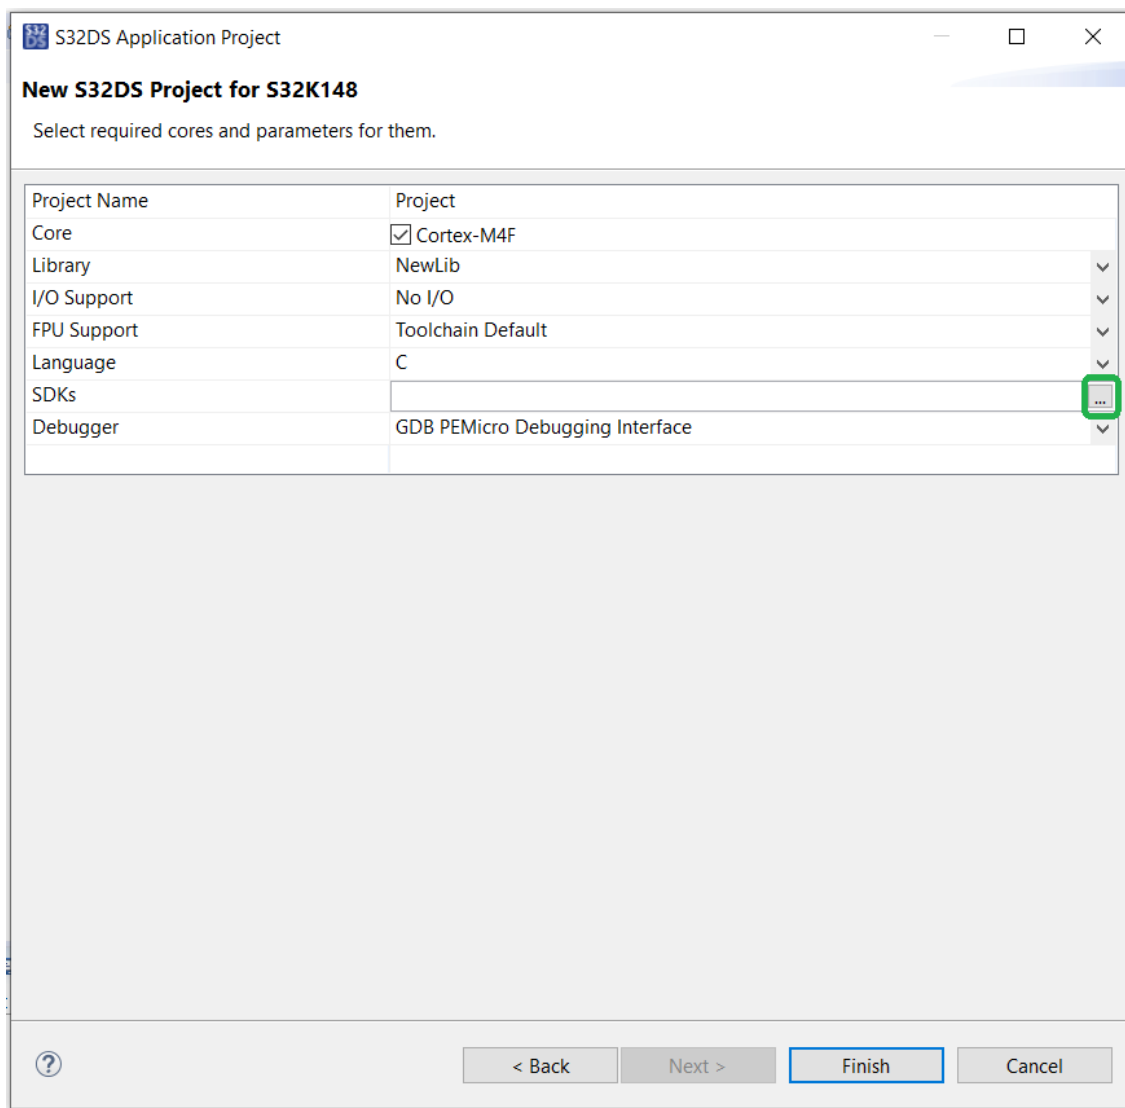 S32DS Application Project
New S32DS Project for S32K148
Select required cores and parameters for them.
Project Name Project
Core Cortex-M4F
Library NewLib
I/O Support No I/O
FPU Support Toolchain Default
Language C
SDKs ...
Debugger GDB PEMicro Debugging Interface
? < Back Next > Finish Cancel